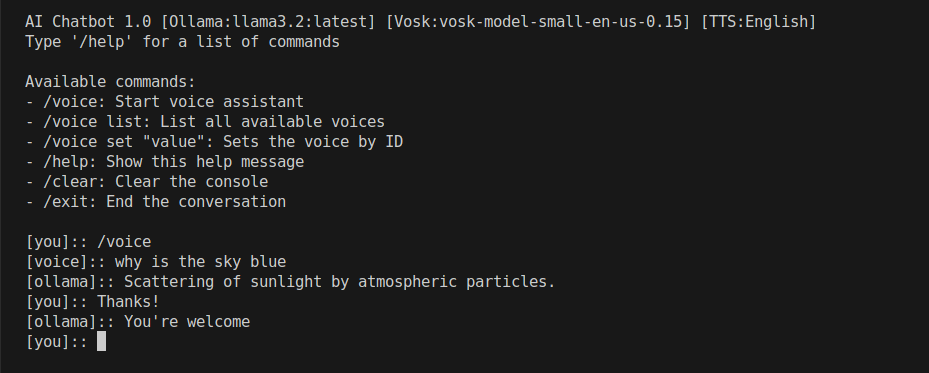 AI Chatbot 1.0 [Ollama:llama3.2:latest] [Vosk:vosk-model-small-en-us-0.15] [TTS:English]
Type '/help' for a list of commands
Available commands:
- /voice: Start voice assistant
- /voice list: List all available voices
- /voice set "value": Sets the voice by ID
- /help: Show this help message
- /clear: Clear the console
- /exit: End the conversation
[you]:: /voice
[voice]:: why is the sky blue
[ollama]:: Scattering of sunlight by atmospheric particles.
[you]:: Thanks!
[ollama]:: You're welcome
[you]::